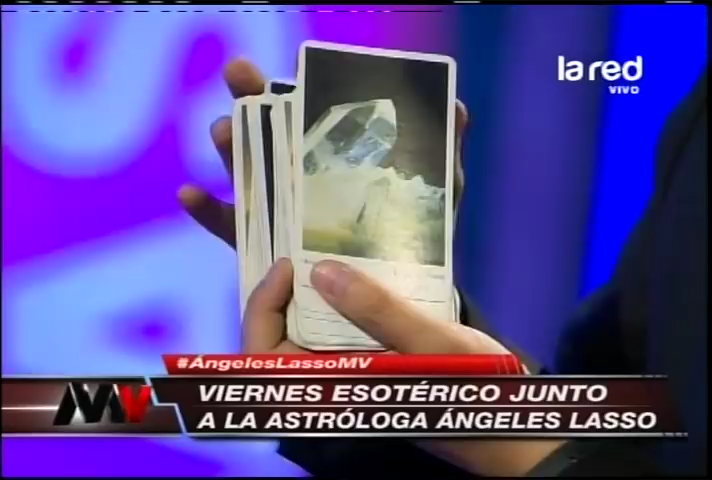 la red
VIVO
#ÁngelesLassoMV
MV
VIERNES ESOTÉRICO JUNTO
A LA ASTRÓLOGA ÁNGELES LASSO